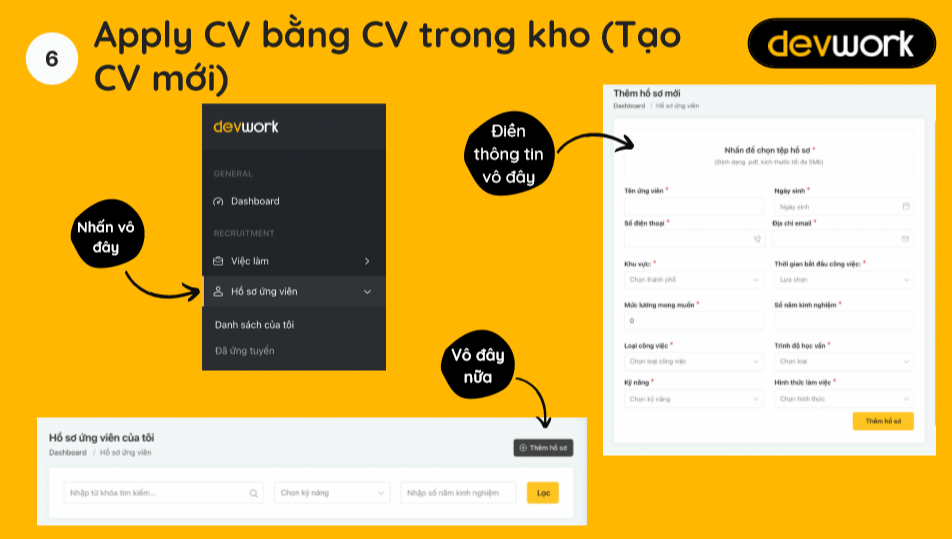 6
Apply CV bằng CV trong kho (Tạo
CV mới)
devwork
devwork
GENERAL
Dashboard
RECRUITMENT
Việc làm
Hồ sơ ứng viên
Danh sách của tôi
Đã ứng tuyển
Nhấn vô
đây
Điền
thông tin
vô đây
Vô đây
nữa
Thêm hồ sơ mới
Dashboard / Hồ sơ ứng viên
Nhấn để chọn tệp hồ sơ *
(Định dạng .pdf, kích thước tối đa 5Mb)
Tên ứng viên *
Ngày sinh *
Ngày sinh
Số điện thoại *
Địa chỉ email *
Khu vực: *
Thời gian bắt đầu công việc: *
Chọn thành phố
Lựa chọn
Mức lương mong muốn *
Số năm kinh nghiệm *
0
Loại công việc *
Trình độ học vấn *
Chọn loại công việc
Chọn loại
Kỹ năng *
Hình thức làm việc *
Chọn kỹ năng
Chọn hình thức
Thêm hồ sơ
Hồ sơ ứng viên của tôi
Dashboard / Hồ sơ ứng viên
Thêm hồ sơ
Nhập từ khóa tìm kiếm...
Chọn kỹ năng
Nhập số năm kinh nghiệm
Lọc